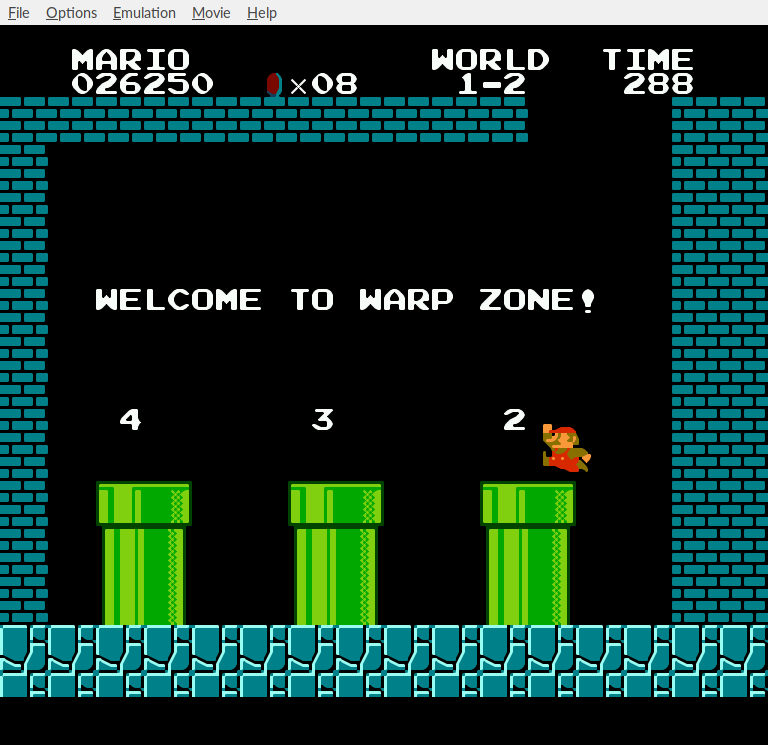 File Options Emulation Movie Help
MARIO WORLD TIME
026250 ×08 1-2 288
WELCOME TO WARP ZONE!
4 3 2